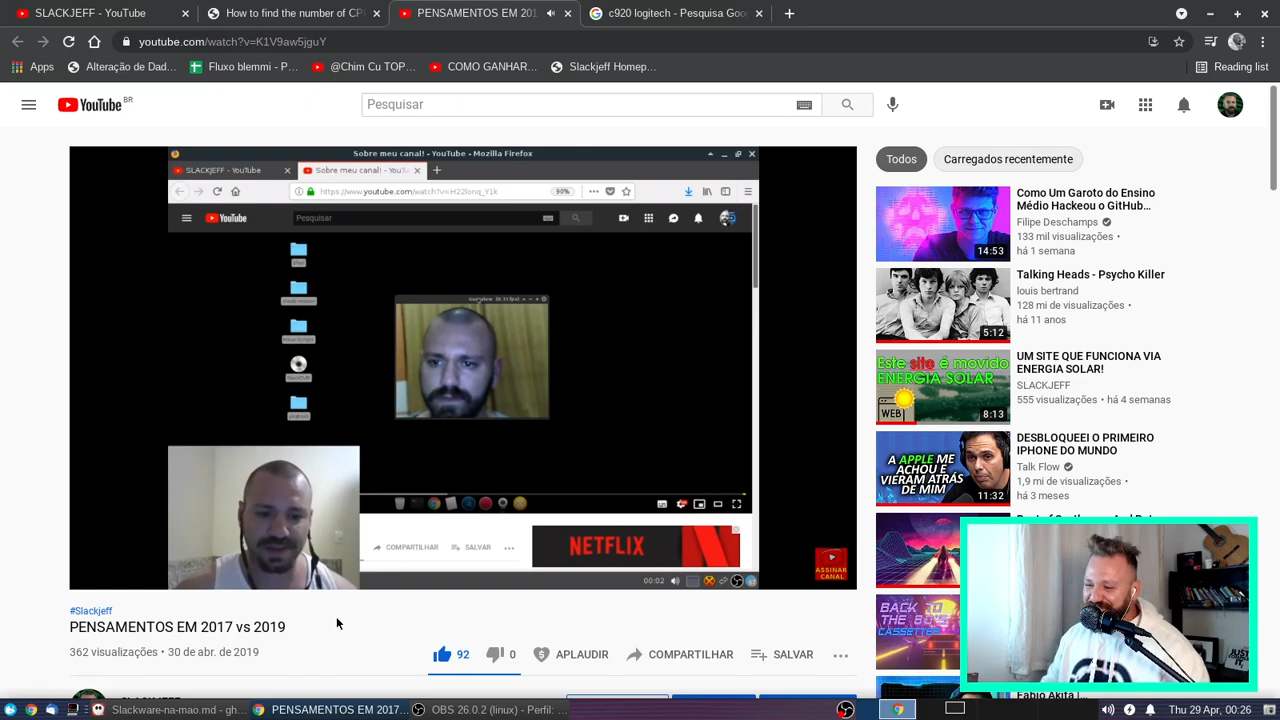 SLACKJEFF - YouTube
How to find the number of CP
PENSAMENTOS EM 201
c920 logitech - Pesquisa Goo
youtube.com/watch?v=K1V9aw5jguY
Apps
Alteração de Dad...
Fluxo blemmi - P...
@Chim Cu TOP...
COMO GANHAR...
Slackjeff Homep...
Reading list
YouTube BR
Pesquisar
Sobre meu canal! - YouTube - Mozilla Firefox
SLACKJEFF - YouTube
Sobre meu canal! - YouTube
90%
YouTube
Pesquisar
COMPARTILHAR
SALVAR
NETFLIX
N
00:02
ASSINAR
CANAL
#Slackjeff
PENSAMENTOS EM 2017 vs 2019
362 visualizações • 30 de abr. de 2019
92
0
APLAUDIR
COMPARTILHAR
SALVAR
Todos
Carregados recentemente
14:53
Como Um Garoto do Ensino
Médio Hackeou o GitHub...
Filipe Deschamps
133 mil visualizações •
há 1 semana
5:12
Talking Heads - Psycho Killer
louis bertrand
128 mi de visualizações •
há 11 anos
Este site é movido
ENERGIA SOLAR
WEB
8:13
UM SITE QUE FUNCIONA VIA
ENERGIA SOLAR!
SLACKJEFF
555 visualizações • há 4 semanas
A APPLE ME
ACHOU E
VIERAM ATRÁS
DE MIM
11:32
DESBLOQUEEI O PRIMEIRO
IPHONE DO MUNDO
Talk Flow
1,9 mi de visualizações •
há 3 meses
BACK TO
THE BOYS
CASSETTES
Fabio Akita |...
PENSAMENTOS EM 2017...
OBS 26.0.2 (linux) - Perfil: ...
Thu 29 Apr, 00:26